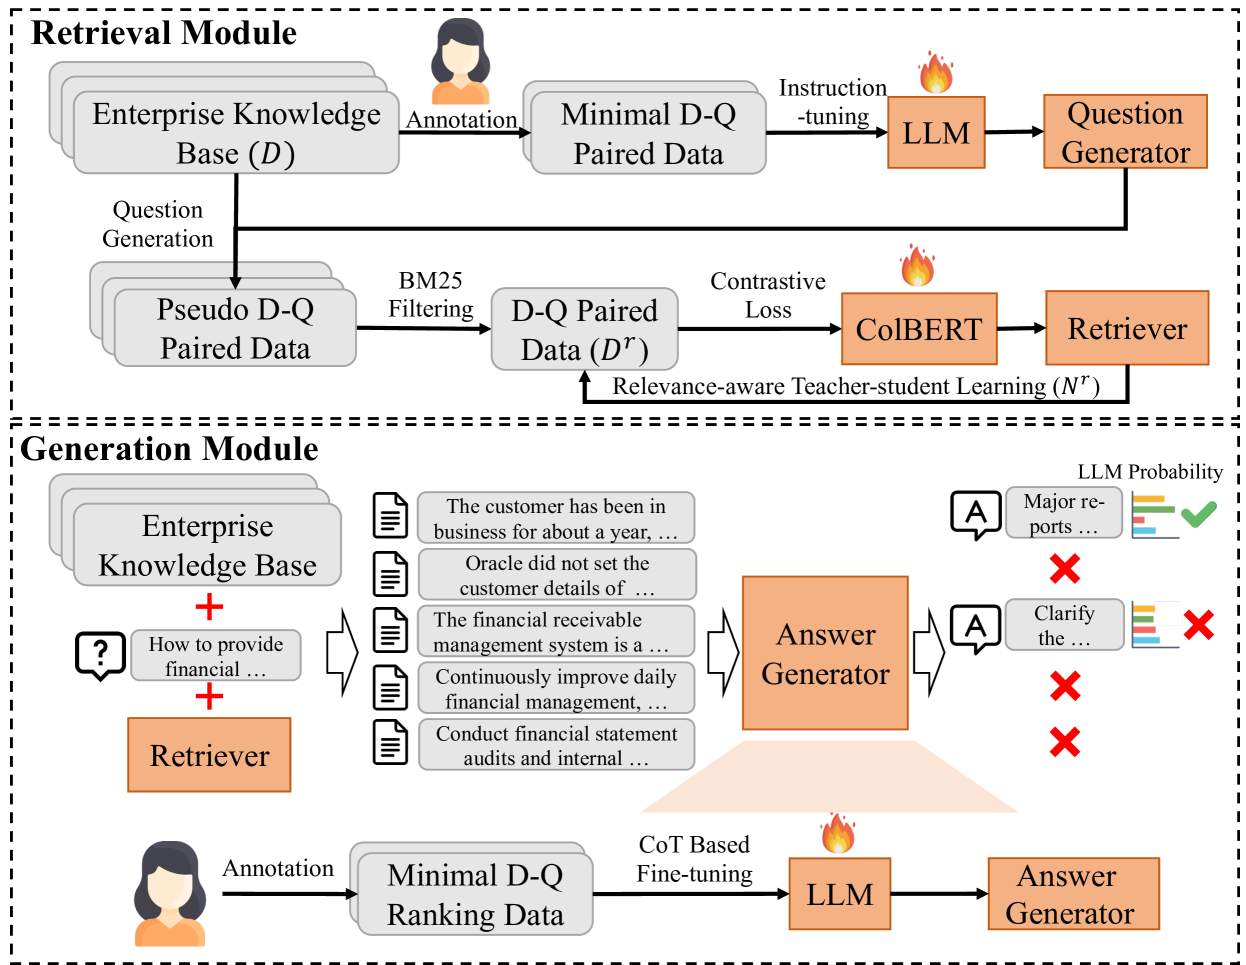 Retrieval Module
Enterprise Knowledge
Base (D)
Annotation
Minimal D-Q
Paired Data
Instruction
-tuning
LLM
Question
Generator
Question
Generation
Pseudo D-Q
Paired Data
BM25
Filtering
D-Q Paired
Data (Dʳ)
Contrastive
Loss
ColBERT
Retriever
Relevance-aware Teacher-student Learning (Nʳ)
Generation Module
Enterprise
Knowledge Base
+
?
How to provide
financial …
+
Retriever
The customer has been in
business for about a year, …
Oracle did not set the
customer details of …
The financial receivable
management system is a …
Continuously improve daily
financial management, …
Conduct financial statement
audits and internal …
Answer
Generator
LLM Probability
A
Major re-
ports …
A
Clarify
the …
Annotation
Minimal D-Q
Ranking Data
CoT Based
Fine-tuning
LLM
Answer
Generator